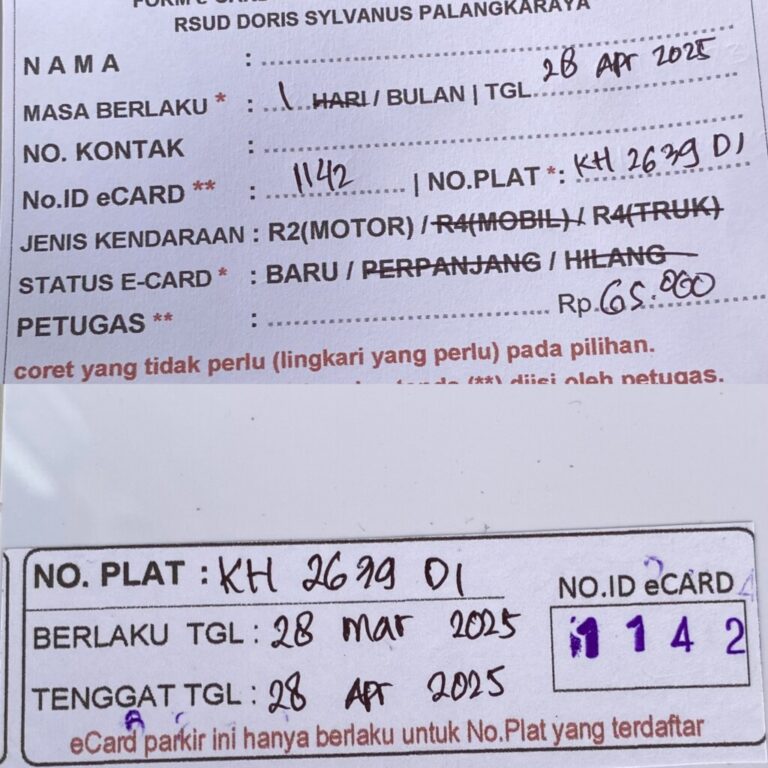 RSUD DORIS SYLVANUS PALANGKARAYA
NAMA :
MASA BERLAKU * : 1 HARI / BULAN | TGL. 28 Apr 2025
NO. KONTAK :
No.ID eCARD ** : 1142 | NO.PLAT *: KH 2639 DI
JENIS KENDARAAN : R2(MOTOR) / R4(MOBIL) / R4(TRUK)
STATUS E-CARD * : BARU / PERPANJANG / HILANG
PETUGAS ** : Rp. 65.000
coret yang tidak perlu (lingkari yang perlu) pada pilihan.
(**) diisi oleh petugas.
NO. PLAT : KH 2639 DI
BERLAKU TGL : 28 Mar 2025
TENGGAT TGL : 28 Apr 2025
NO.ID eCARD
1142
eCard parkir ini hanya berlaku untuk No.Plat yang terdaftar